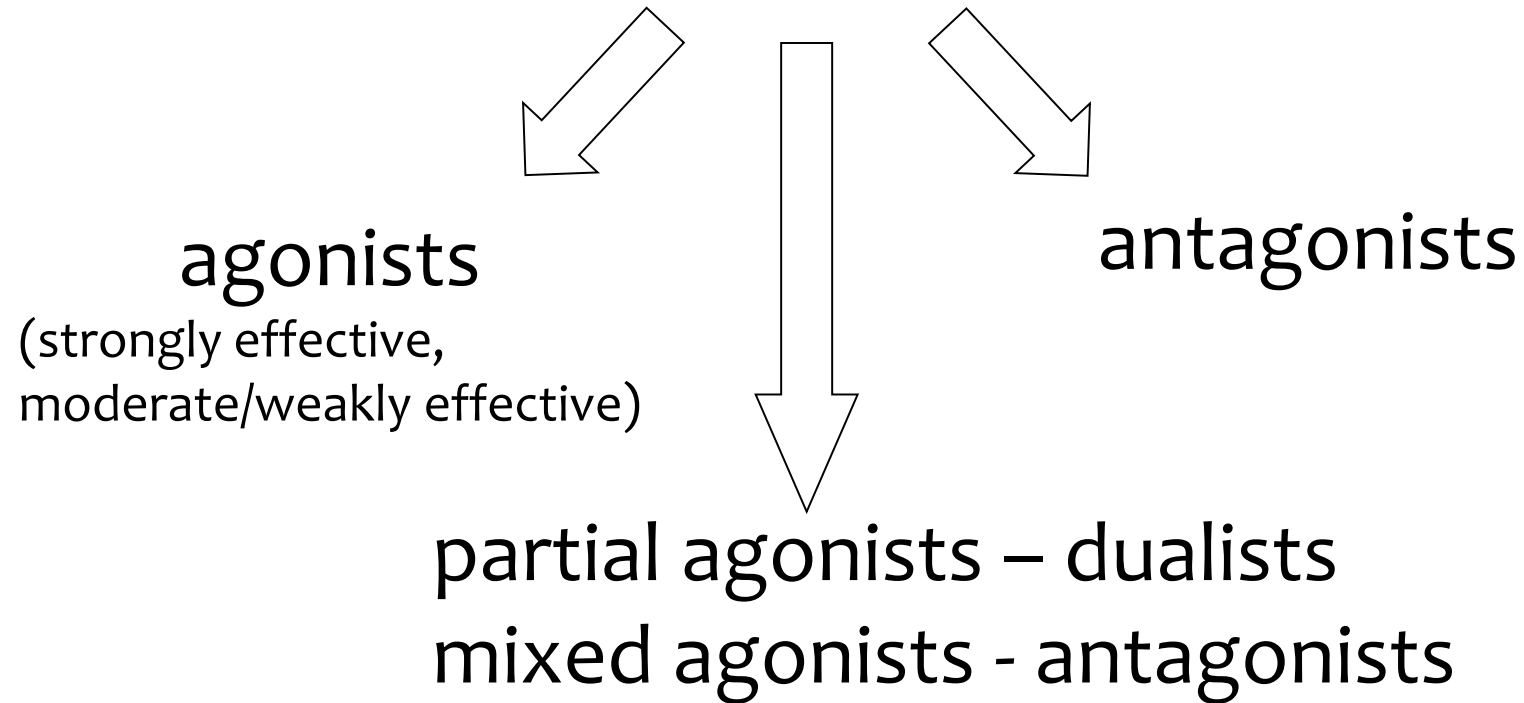 agonists
(strongly effective,
moderate/weakly effective)
antagonists
partial agonists – dualists
mixed agonists - antagonists